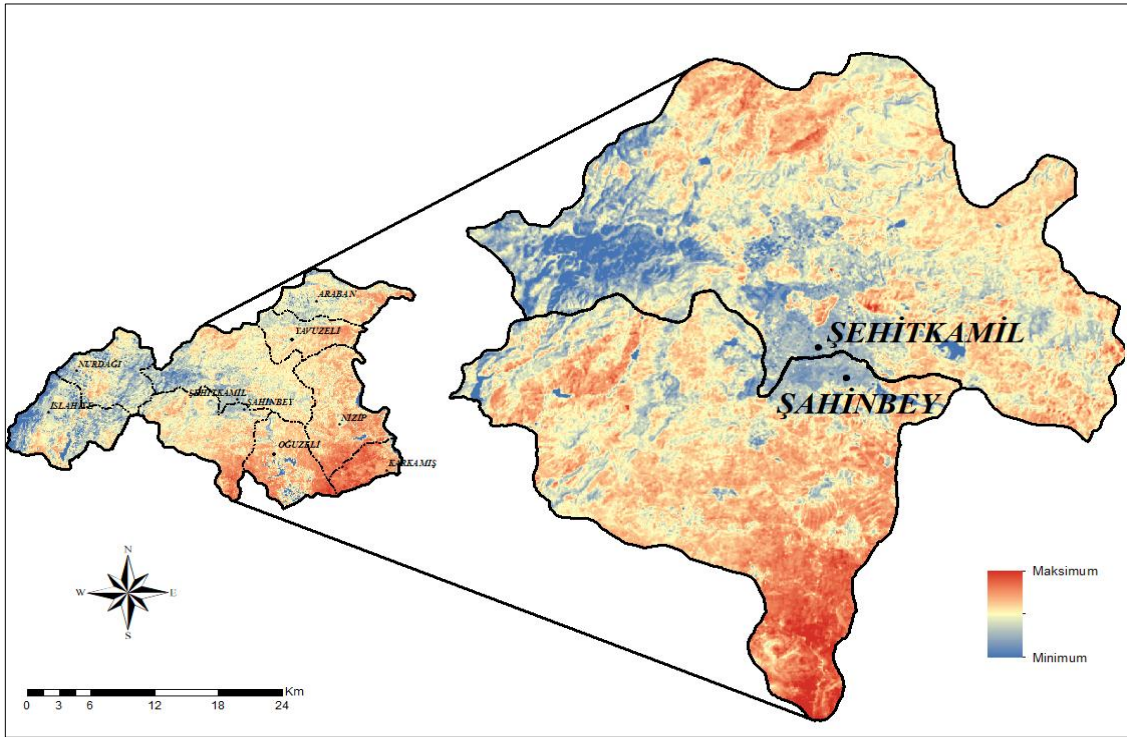 ARABAN
YAVUZELİ
NURDAĞI
İSLAHİYE
ŞEHİTKAMİL
ŞAHİNBEY
NİZİP
OĞUZELİ
KARKAMIŞ
ŞEHİTKAMİL
ŞAHİNBEY
N
W E
S
Km
0 3 6 12 18 24
Maksimum
Minimum